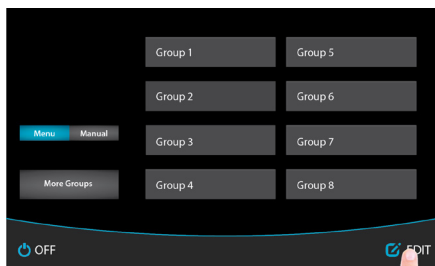 Group 1
Group 5
Group 2
Group 6
Menu
Manual
Group 3
Group 7
More Groups
Group 4
Group 8
OFF
EDIT